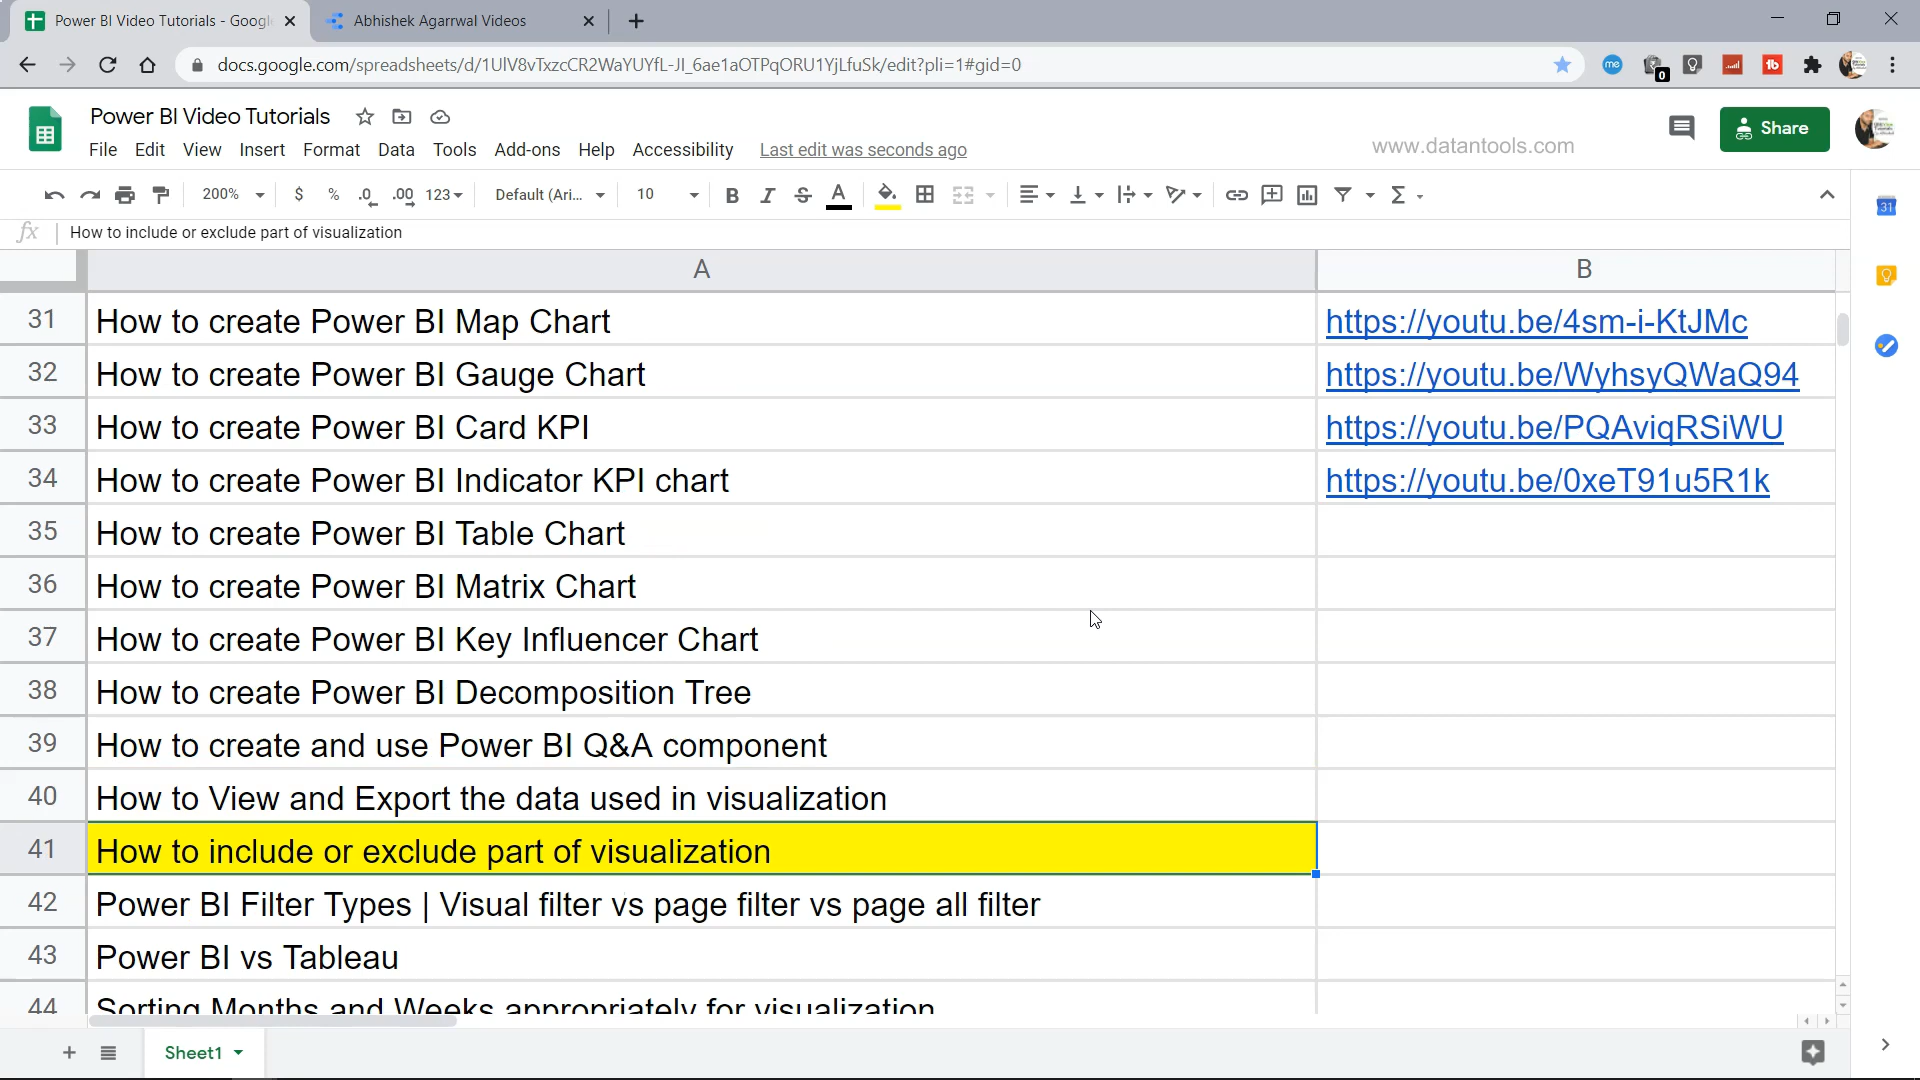 Power BI Video Tutorials - Googl
Abhishek Agarrwal Videos
docs.google.com/spreadsheets/d/1UlV8vTxzcCR2WaYUYfL-JI_6ae1aOTPqORU1YjLfuSk/edit?pli=1#gid=0
me
0
tb
Power BI Video Tutorials
File Edit View Insert Format Data Tools Add-ons Help Accessibility Last edit was seconds ago
www.datantools.com
Share
200% $ % .0 .00 123 Default (Ari... 10 B I S A Σ
31
fx How to include or exclude part of visualization
A B
31 How to create Power BI Map Chart https://youtu.be/4sm-i-KtJMc
32 How to create Power BI Gauge Chart https://youtu.be/WyhsyQWaQ94
33 How to create Power BI Card KPI https://youtu.be/PQAviqRSiWU
34 How to create Power BI Indicator KPI chart https://youtu.be/0xeT91u5R1k
35 How to create Power BI Table Chart
36 How to create Power BI Matrix Chart
37 How to create Power BI Key Influencer Chart
38 How to create Power BI Decomposition Tree
39 How to create and use Power BI Q&A component
40 How to View and Export the data used in visualization
41 How to include or exclude part of visualization
42 Power BI Filter Types | Visual filter vs page filter vs page all filter
43 Power BI vs Tableau
44 Sorting Months and Weeks appropriately for visualization
Sheet1